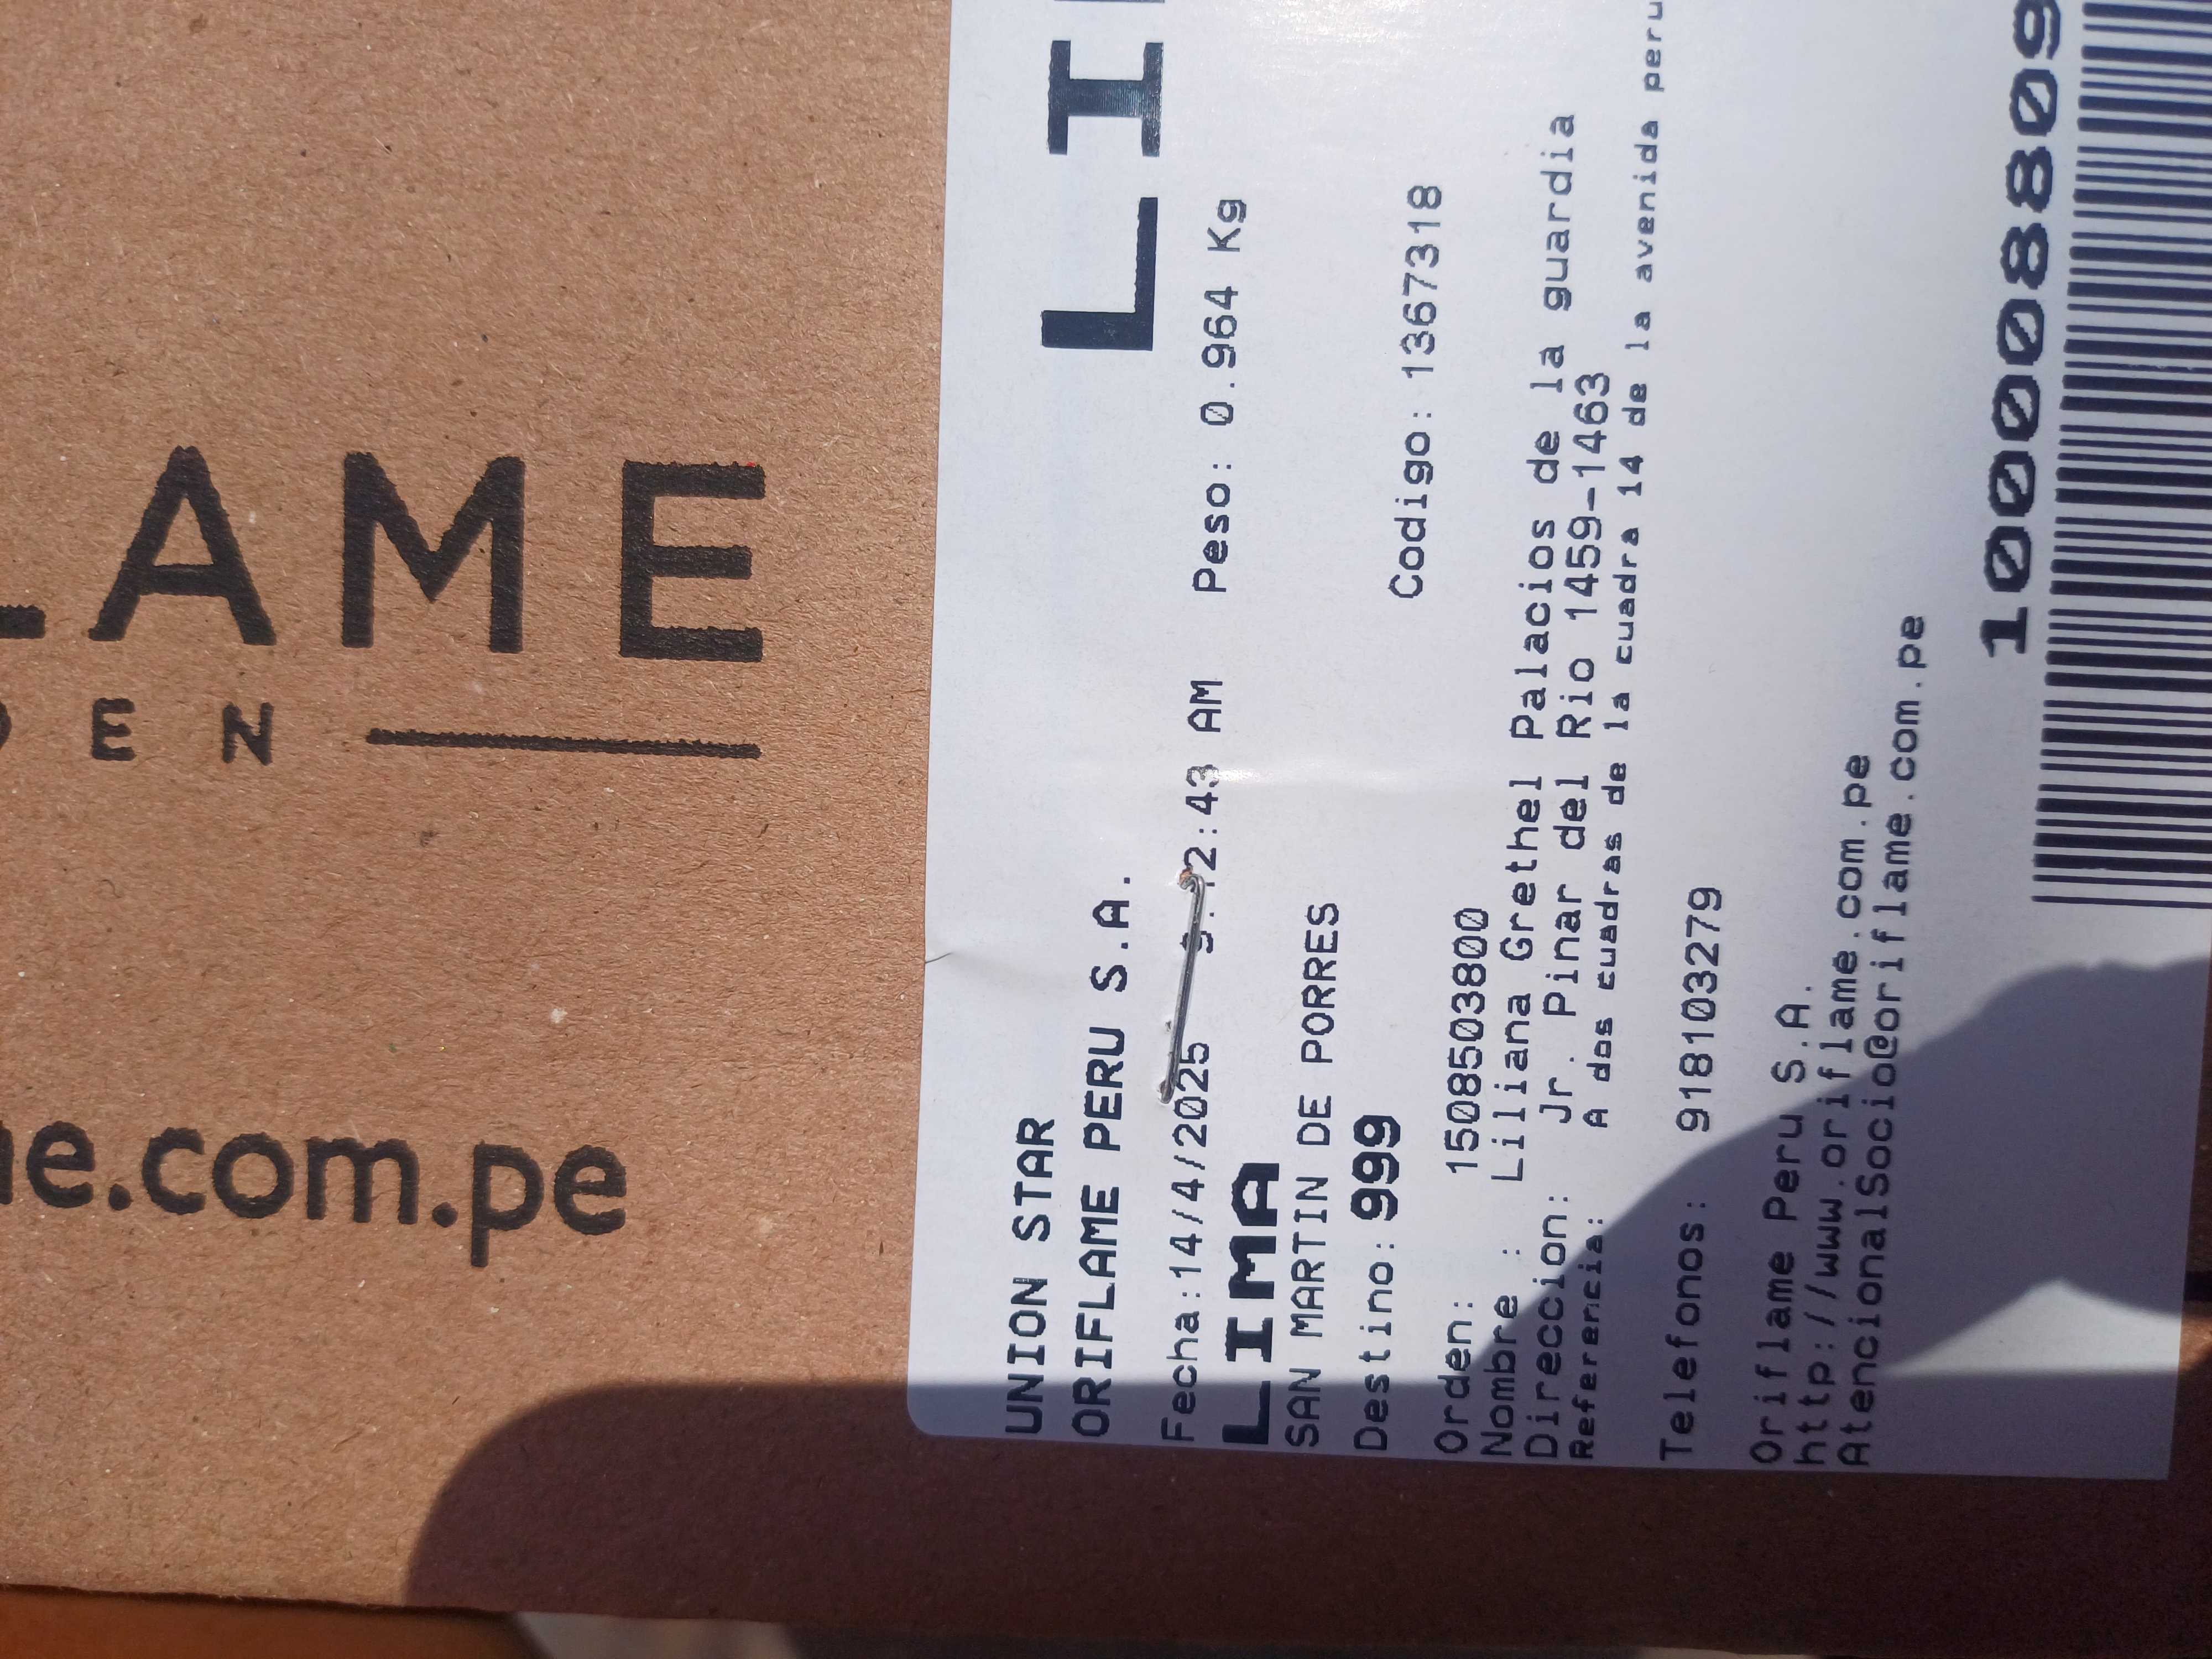 LAME
DEN
e.com.pe
LI
UNION STAR
ORIFLAME PERU S.A.
Fecha:14/4/2025 2:43 AM Peso: 0.964 Kg
LIMA
SAN MARTIN DE PORRES
Destino:999
Codigo:1367318
Orden: 1508503800
Nombre : Liliana Grethel Palacios de la guardia
Direccion: Jr. Pinar del Rio 1459-1463
Referencia: A dos cuadras de la cuadra 14 de la avenida peru
Telefonos: 918103279
Oriflame Peru S.A.
http://www.oriflame.com.pe
AtencionalSocio@oriflame.com.pe
100008809